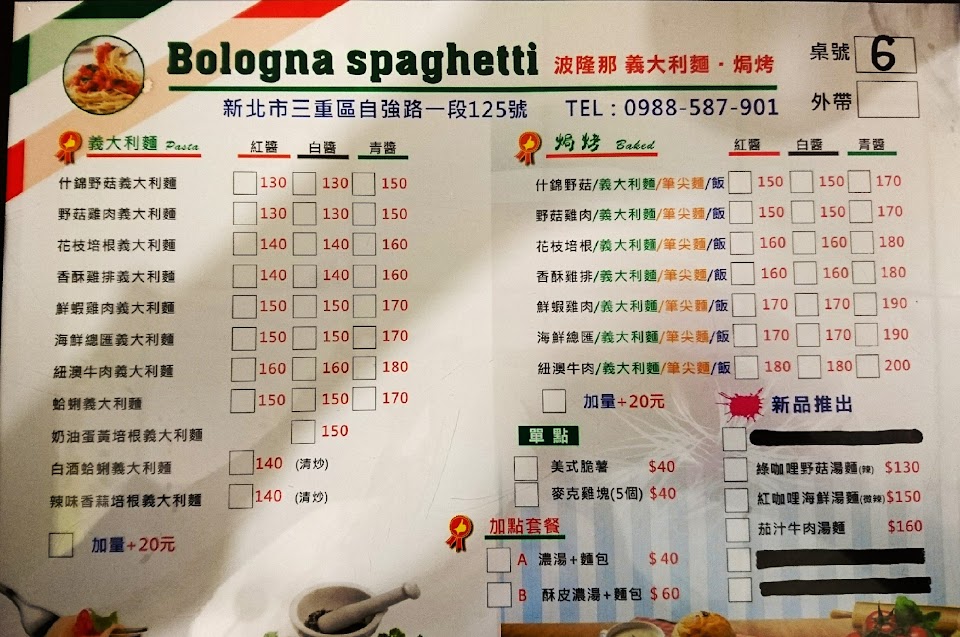 Bologna spaghetti 波隆那 義大利麵・焗烤
桌號 6
新北市三重區自強路一段125號 TEL：0988-587-901
外帶
義大利麵 Pasta 紅醬 白醬 青醬
什錦野菇義大利麵 130 130 150
野菇雞肉義大利麵 130 130 150
花枝培根義大利麵 140 140 160
香酥雞排義大利麵 140 140 160
鮮蝦雞肉義大利麵 150 150 170
海鮮總匯義大利麵 150 150 170
紐澳牛肉義大利麵 160 160 180
蛤蜊義大利麵 150 150 170
奶油蛋黃培根義大利麵 150
白酒蛤蜊義大利麵 140 (清炒)
辣味香蒜培根義大利麵 140 (清炒)
加量+20元
焗烤 Baked 紅醬 白醬 青醬
什錦野菇/義大利麵/筆尖麵/飯 150 150 170
野菇雞肉/義大利麵/筆尖麵/飯 150 150 170
花枝培根/義大利麵/筆尖麵/飯 160 160 180
香酥雞排/義大利麵/筆尖麵/飯 160 160 180
鮮蝦雞肉/義大利麵/筆尖麵/飯 170 170 190
海鮮總匯/義大利麵/筆尖麵/飯 170 170 190
紐澳牛肉/義大利麵/筆尖麵/飯 180 180 200
加量+20元
單點
美式脆薯 $40
麥克雞塊(5個) $40
加點套餐
A 濃湯+麵包 $40
B 酥皮濃湯+麵包 $60
新品推出
綠咖哩野菇湯麵(辣) $130
紅咖哩海鮮湯麵(微辣) $150
茄汁牛肉湯麵 $160